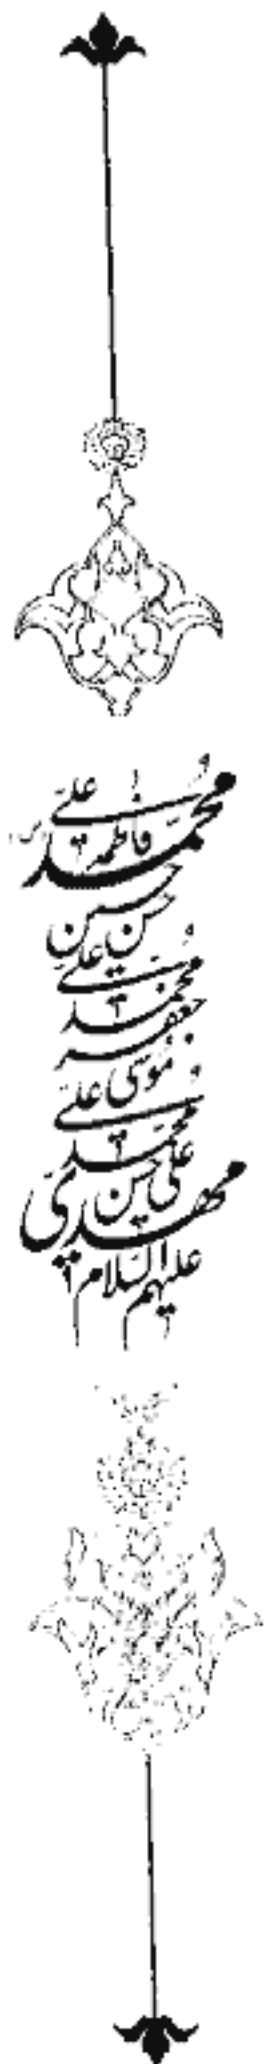 محمد علی فاطمه
حسن حسین
علی
محمد
جعفر
موسی علی
محمد
علی حسن
مهدی
علیهم السلام